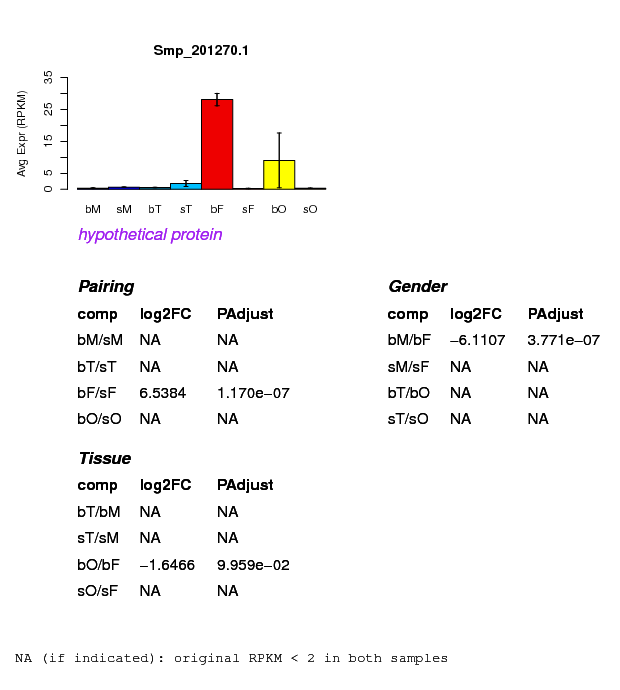 Smp_201270.1
Avg Expr (RPKM)
35
25
15
5
0
bM sM bT sT bF sF bO sO
hypothetical protein
Pairing
comp log2FC PAdjust
bM/sM NA NA
bT/sT NA NA
bF/sF 6.5384 1.170e−07
bO/sO NA NA
Gender
comp log2FC PAdjust
bM/bF −6.1107 3.771e−07
sM/sF NA NA
bT/bO NA NA
sT/sO NA NA
Tissue
comp log2FC PAdjust
bT/bM NA NA
sT/sM NA NA
bO/bF −1.6466 9.959e−02
sO/sF NA NA
NA (if indicated): original RPKM < 2 in both samples